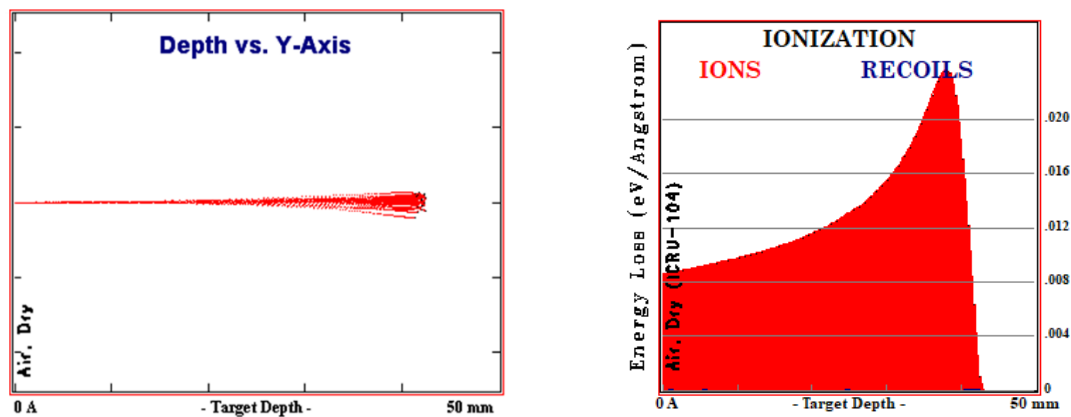 Depth vs. Y-Axis
Air, Dry
0 A - Target Depth - 50 mm
IONIZATION
IONS RECOILS
Energy Loss (eV/Angstrom)
Air, Dry (ICRU-104)
.020
.016
.012
.008
.004
0
0 A - Target Depth - 50 mm